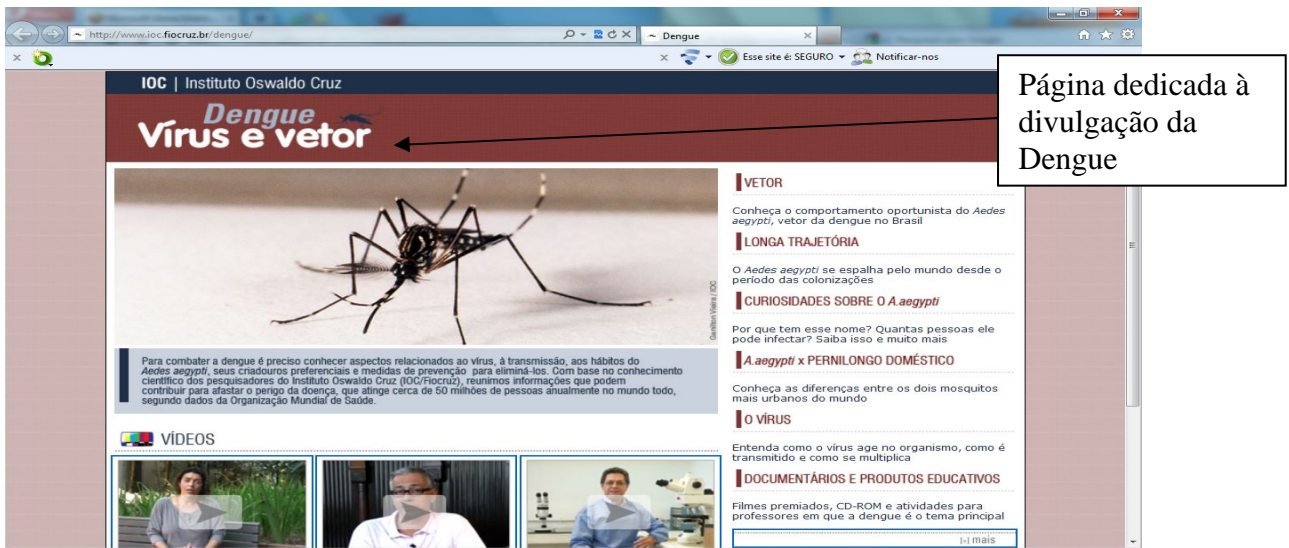 http://www.ioc.fiocruz.br/dengue/
Dengue
Esse site é: SEGURO
Notificar-nos
Página dedicada à
divulgação da
Dengue
IOC | Instituto Oswaldo Cruz
Dengue
Vírus e vetor
Genilton Vieira / IOC
Para combater a dengue é preciso conhecer aspectos relacionados ao vírus, à transmissão, aos hábitos do
Aedes aegypti, seus criadouros preferenciais e medidas de prevenção para eliminá-los. Com base no conhecimento
científico dos pesquisadores do Instituto Oswaldo Cruz (IOC/Fiocruz), reunimos informações que podem
contribuir para afastar o perigo da doença, que atinge cerca de 50 milhões de pessoas anualmente no mundo todo,
segundo dados da Organização Mundial de Saúde.
VÍDEOS
VETOR
Conheça o comportamento oportunista do Aedes
aegypti, vetor da dengue no Brasil
LONGA TRAJETÓRIA
O Aedes aegypti se espalha pelo mundo desde o
período das colonizações
CURIOSIDADES SOBRE O A.aegypti
Por que tem esse nome? Quantas pessoas ele
pode infectar? Saiba isso e muito mais
A.aegypti x PERNILONGO DOMÉSTICO
Conheça as diferenças entre os dois mosquitos
mais urbanos do mundo
O VÍRUS
Entenda como o vírus age no organismo, como é
transmitido e como se multiplica
DOCUMENTÁRIOS E PRODUTOS EDUCATIVOS
Filmes premiados, CD-ROM e atividades para
professores em que a dengue é o tema principal
[+] mais